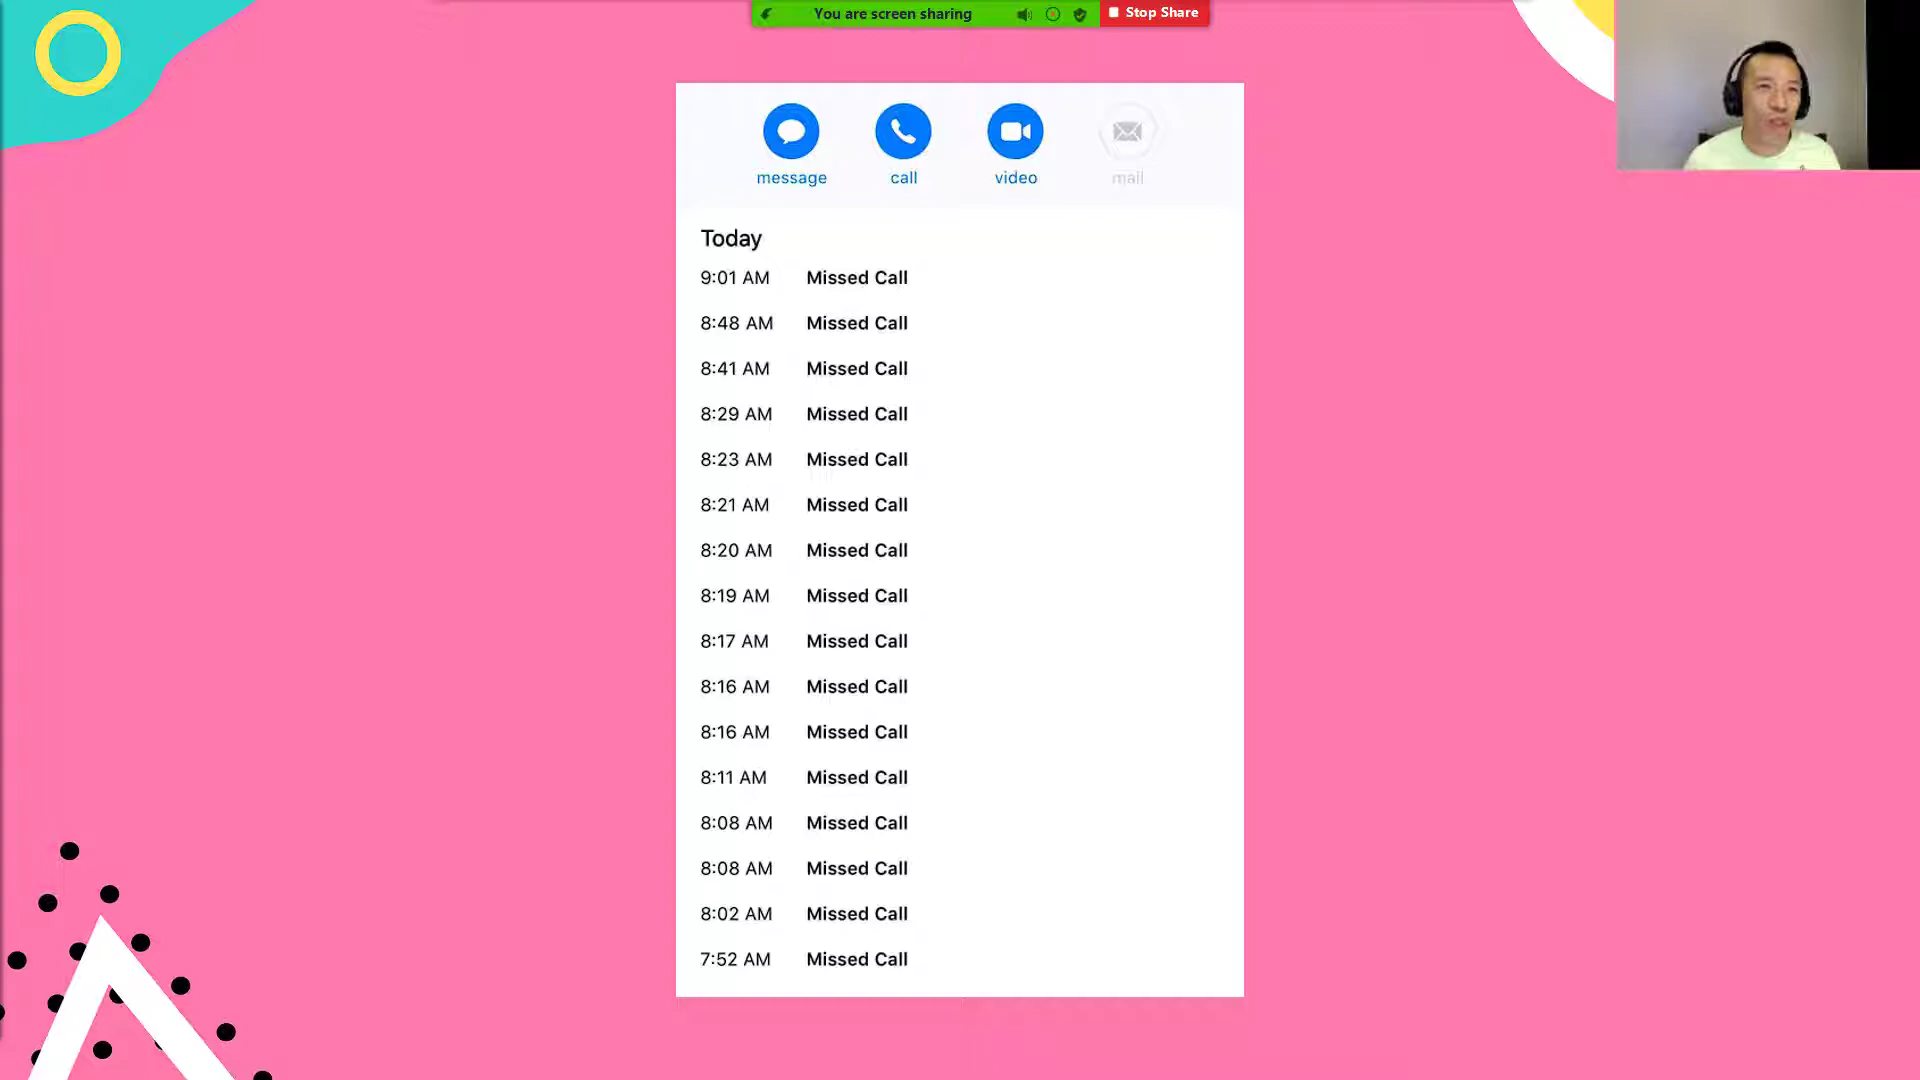 You are screen sharing
Stop Share
message call video mail
Today
9:01 AM Missed Call
8:48 AM Missed Call
8:41 AM Missed Call
8:29 AM Missed Call
8:23 AM Missed Call
8:21 AM Missed Call
8:20 AM Missed Call
8:19 AM Missed Call
8:17 AM Missed Call
8:16 AM Missed Call
8:16 AM Missed Call
8:11 AM Missed Call
8:08 AM Missed Call
8:08 AM Missed Call
8:02 AM Missed Call
7:52 AM Missed Call